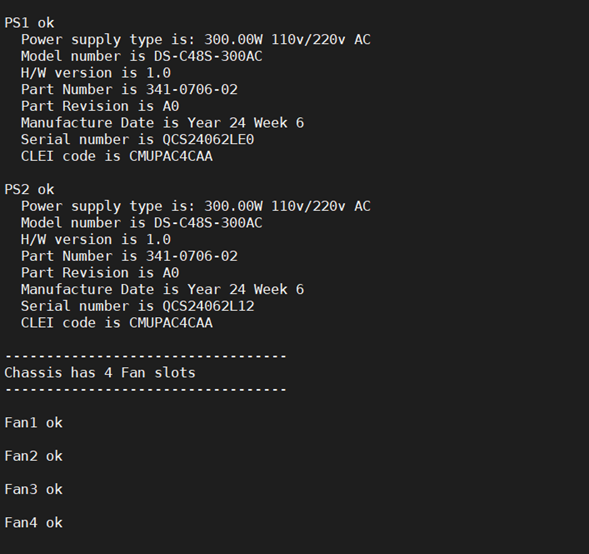 PS1 ok
  Power supply type is: 300.00W 110v/220v AC
  Model number is DS-C48S-300AC
  H/W version is 1.0
  Part Number is 341-0706-02
  Part Revision is A0
  Manufacture Date is Year 24 Week 6
  Serial number is QCS24062LE0
  CLEI code is CMUPAC4CAA

PS2 ok
  Power supply type is: 300.00W 110v/220v AC
  Model number is DS-C48S-300AC
  H/W version is 1.0
  Part Number is 341-0706-02
  Part Revision is A0
  Manufacture Date is Year 24 Week 6
  Serial number is QCS24062L12
  CLEI code is CMUPAC4CAA

----------------------------------
Chassis has 4 Fan slots
----------------------------------

Fan1 ok

Fan2 ok

Fan3 ok

Fan4 ok